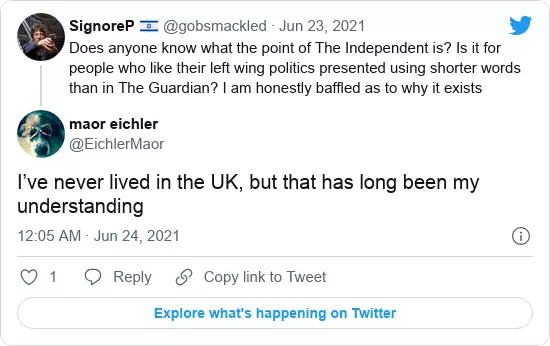 SignoreP 🇮🇱 @gobsmackled · Jun 23, 2021
Does anyone know what the point of The Independent is? Is it for
people who like their left wing politics presented using shorter words
than in The Guardian? I am honestly baffled as to why it exists
maor eichler
@EichlerMaor
I’ve never lived in the UK, but that has long been my
understanding
12:05 AM · Jun 24, 2021
1 Reply Copy link to Tweet
Explore what's happening on Twitter